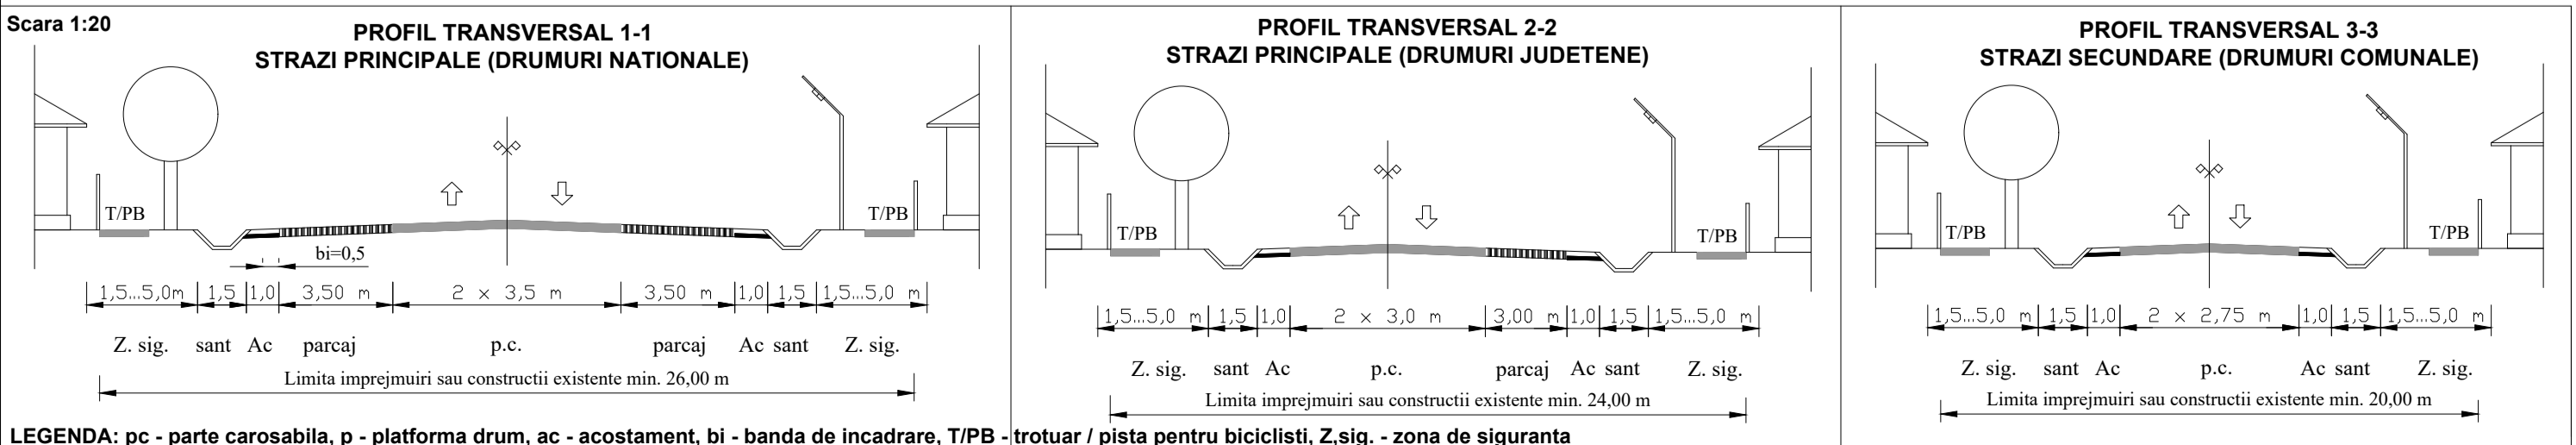 Scara 1:20
PROFIL TRANSVERSAL 1-1
STRAZI PRINCIPALE (DRUMURI NATIONALE)
T/PB
T/PB
bi=0,5
1,5...5,0m 1,5 1,0 3,50 m 2 x 3,5 m 3,50 m 1,0 1,5 1,5...5,0 m
Z. sig. sant Ac parcaj p.c. parcaj Ac sant Z. sig.
Limita imprejmuiri sau constructii existente min. 26,00 m
PROFIL TRANSVERSAL 2-2
STRAZI PRINCIPALE (DRUMURI JUDETENE)
T/PB
T/PB
1,5...5,0 m 1,5 1,0 2 x 3,0 m 3,00 m 1,0 1,5 1,5...5,0 m
Z. sig. sant Ac p.c. parcaj Ac sant Z. sig.
Limita imprejmuiri sau constructii existente min. 24,00 m
PROFIL TRANSVERSAL 3-3
STRAZI SECUNDARE (DRUMURI COMUNALE)
T/PB
T/PB
1,5...5,0 m 1,5 1,0 2 x 2,75 m 1,0 1,5 1,5...5,0 m
Z. sig. sant Ac p.c. Ac sant Z. sig.
Limita imprejmuiri sau constructii existente min. 20,00 m
LEGENDA: pc - parte carosabila, p - platforma drum, ac - acostament, bi - banda de incadrare, T/PB - trotuar / pista pentru biciclisti, Z,sig. - zona de siguranta